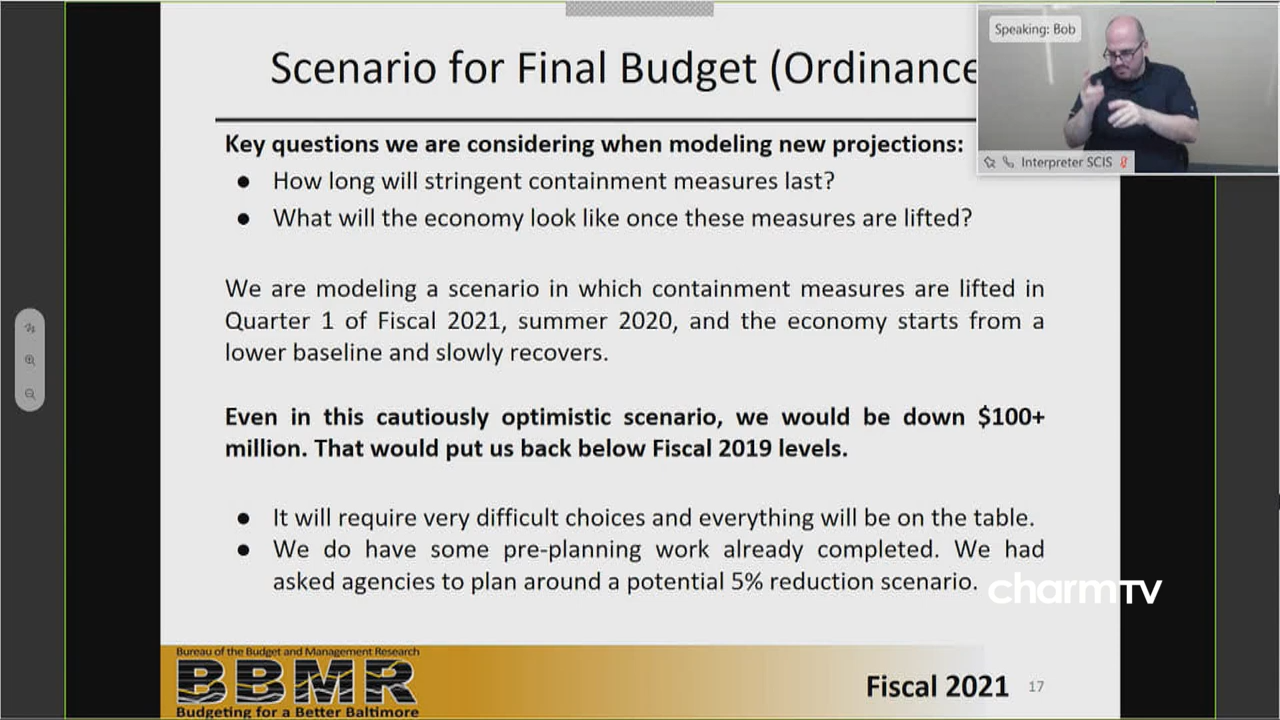 Scenario for Final Budget (Ordinance
Speaking: Bob
Interpreter SCIS
Key questions we are considering when modeling new projections:
● How long will stringent containment measures last?
● What will the economy look like once these measures are lifted?
We are modeling a scenario in which containment measures are lifted in
Quarter 1 of Fiscal 2021, summer 2020, and the economy starts from a
lower baseline and slowly recovers.
Even in this cautiously optimistic scenario, we would be down $100+
million. That would put us back below Fiscal 2019 levels.
● It will require very difficult choices and everything will be on the table.
● We do have some pre-planning work already completed. We had
asked agencies to plan around a potential 5% reduction scenario.
charmTV
Bureau of the Budget and Management Research
BBMR
Budgeting for a Better Baltimore
Fiscal 2021 17